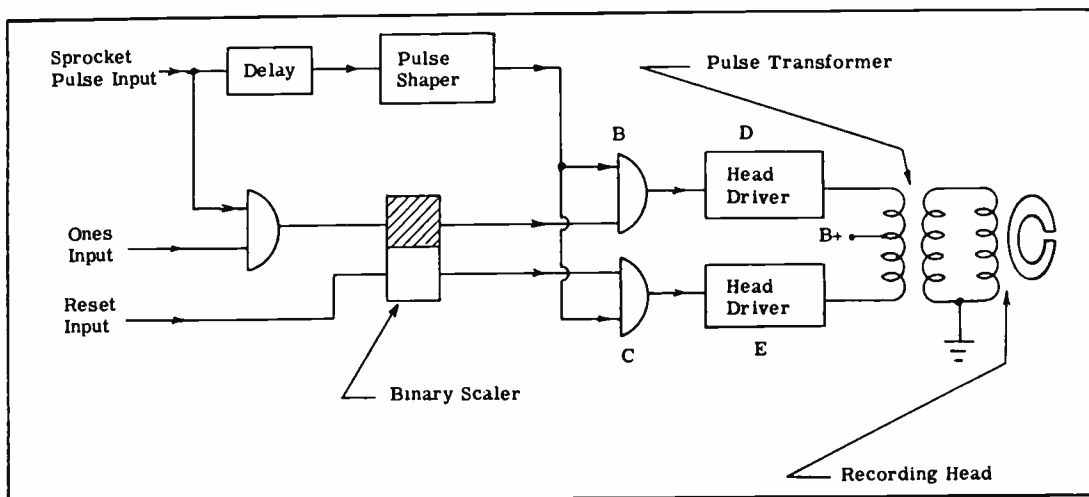 Sprocket
Pulse Input
Delay
Pulse
Shaper
Pulse Transformer
B
D
Head
Driver
Ones
Input
B+
Reset
Input
Head
Driver
C
E
Binary Scaler
Recording Head